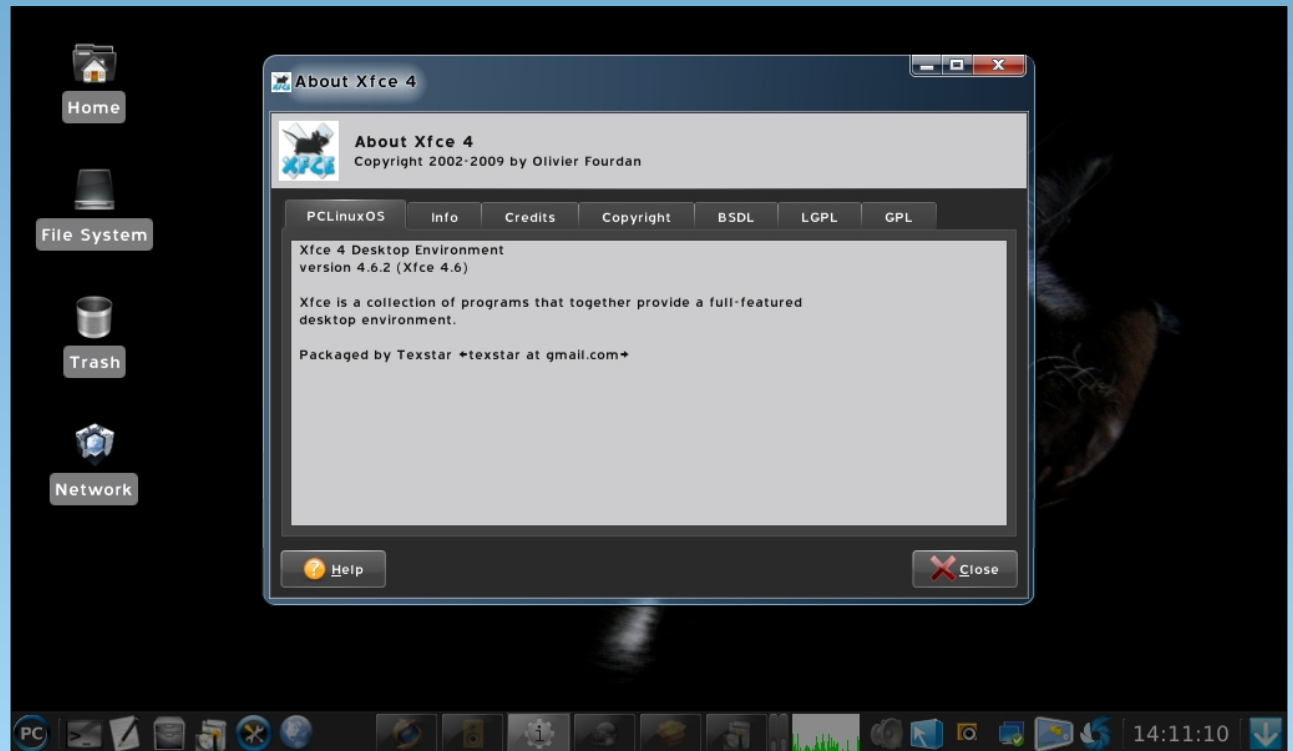 Home
File System
Trash
Network
About Xfce 4
XFCE
About Xfce 4
Copyright 2002-2009 by Olivier Fourdan
PCLinuxOS
Info
Credits
Copyright
BSDL
LGPL
GPL
Xfce 4 Desktop Environment
version 4.6.2 (Xfce 4.6)
Xfce is a collection of programs that together provide a full-featured
desktop environment.
Packaged by Texstar ←texstar at gmail.com→
Help
Close
PC
14:11:10